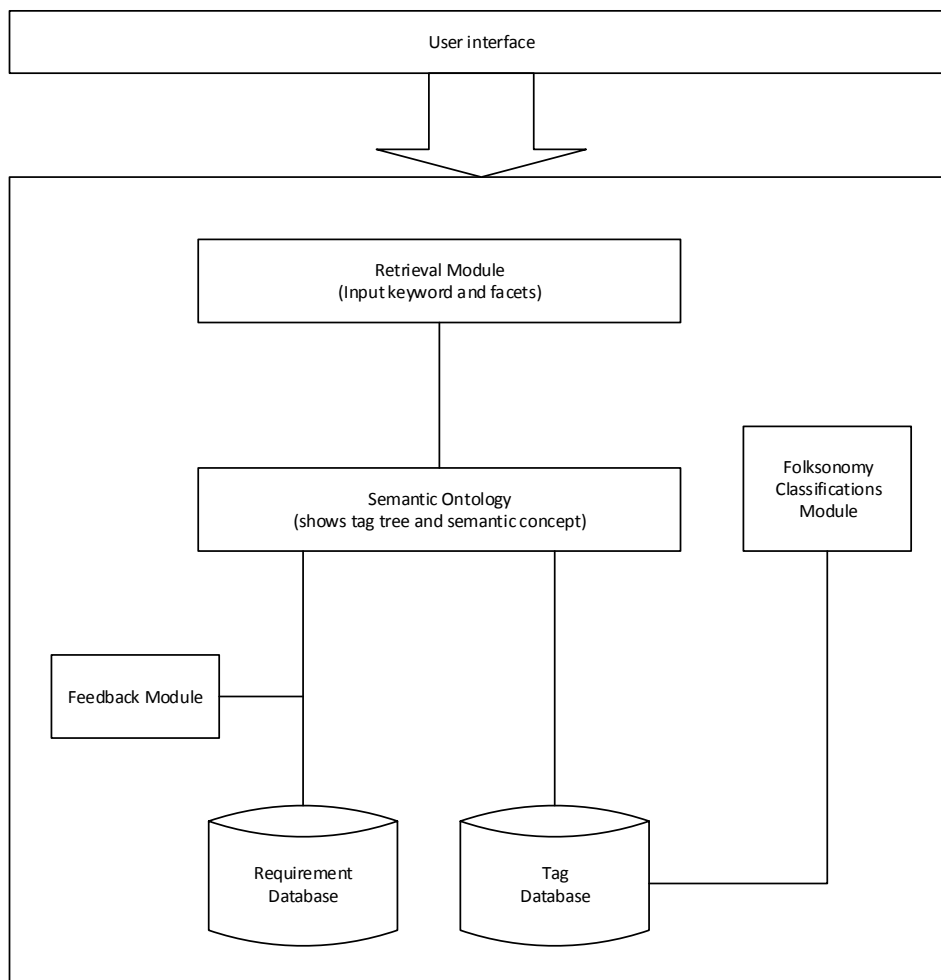 User interface
Retrieval Module
(Input keyword and facets)
Folksonomy
Classifications
Module
Semantic Ontology
(shows tag tree and semantic concept)
Feedback Module
Requirement
Database
Tag
Database